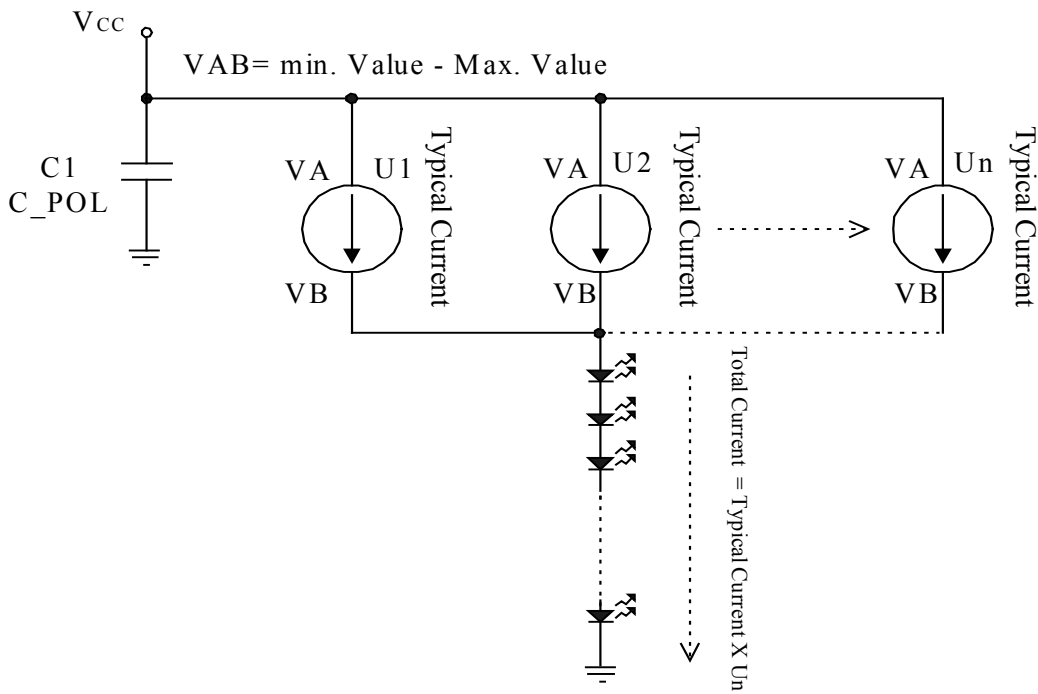 VCC
VAB= min. Value - Max. Value
C1
C_POL
VA
U1
Typical Current
VB
VA
U2
Typical Current
VB
VA
Un
Typical Current
VB
Total Current = Typical Current X Un